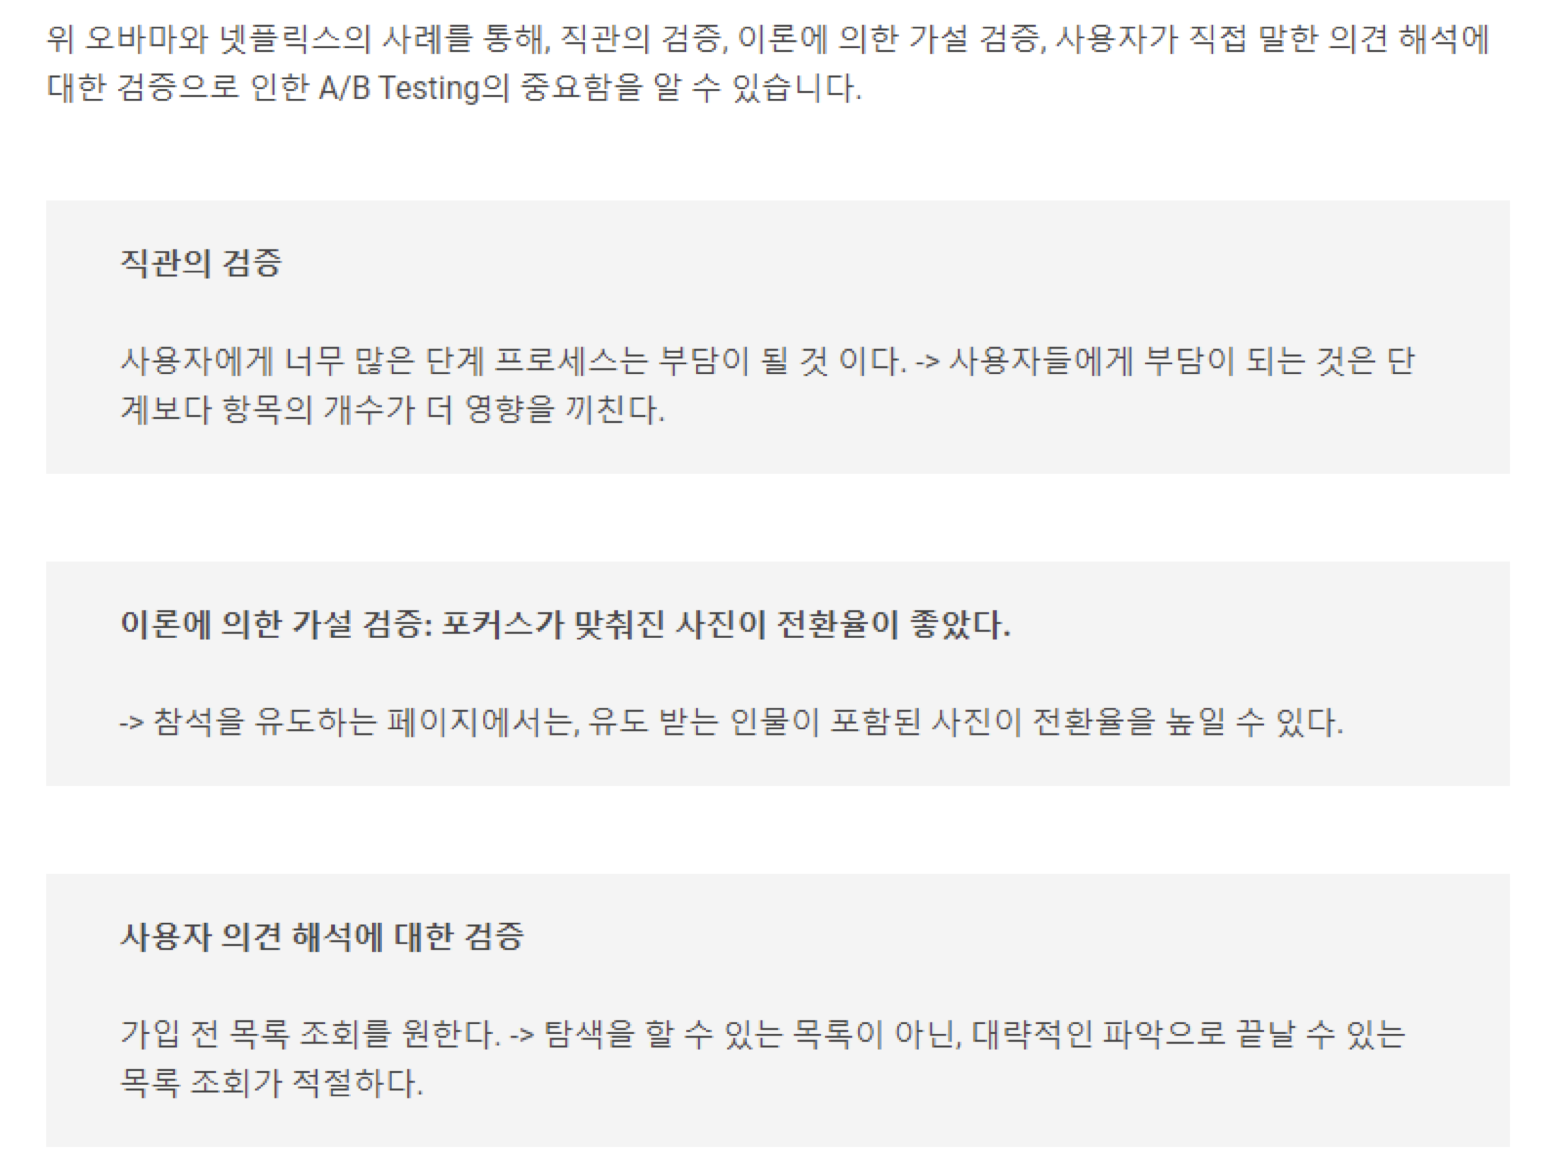 위 오바마와 넷플릭스의 사례를 통해, 직관의 검증, 이론에 의한 가설 검증, 사용자가 직접 말한 의견 해석에
대한 검증으로 인한 A/B Testing의 중요함을 알 수 있습니다.
직관의 검증
사용자에게 너무 많은 단계 프로세스는 부담이 될 것 이다. -> 사용자들에게 부담이 되는 것은 단
계보다 항목의 개수가 더 영향을 끼친다.
이론에 의한 가설 검증: 포커스가 맞춰진 사진이 전환율이 좋았다.
-> 참석을 유도하는 페이지에서는, 유도 받는 인물이 포함된 사진이 전환율을 높일 수 있다.
사용자 의견 해석에 대한 검증
가입 전 목록 조회를 원한다. -> 탐색을 할 수 있는 목록이 아닌, 대략적인 파악으로 끝날 수 있는
목록 조회가 적절하다.